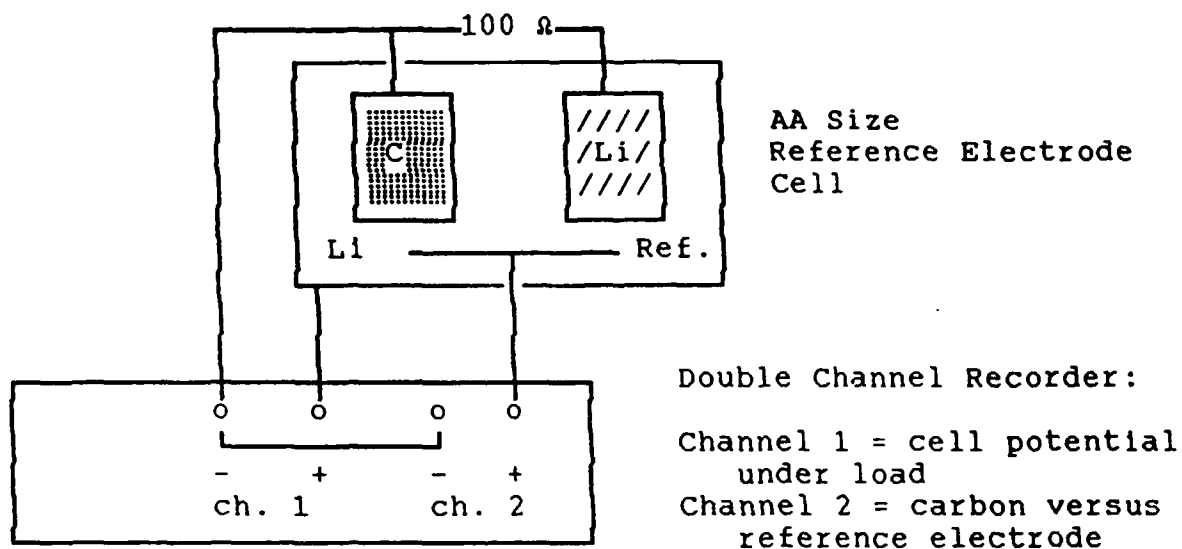 100 Ω
C
////
/Li/
////
AA Size
Reference Electrode
Cell
Li
Ref.
Double Channel Recorder:
o o o o
- + - +
ch. 1 ch. 2
Channel 1 = cell potential
under load
Channel 2 = carbon versus
reference electrode